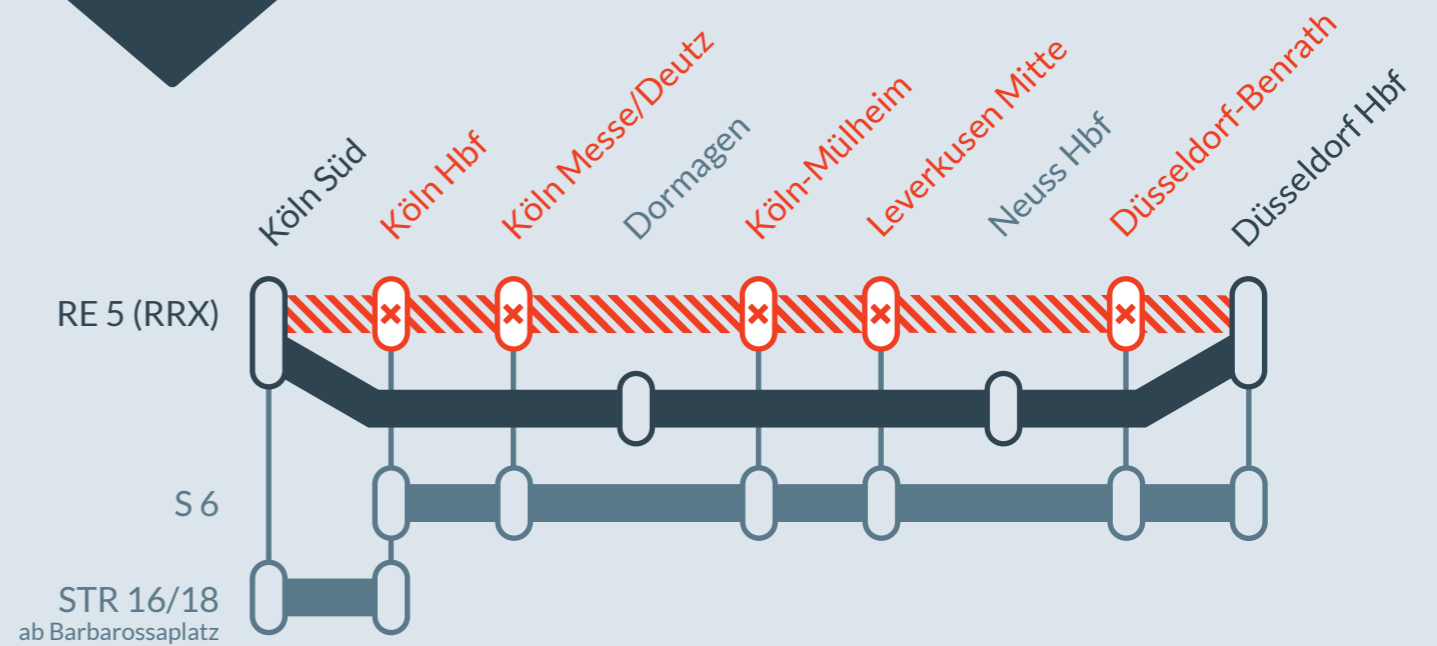 Köln Süd
Köln Hbf
Köln Messe/Deutz
Dormagen
Köln-Mülheim
Leverkusen Mitte
Neuss Hbf
Düsseldorf-Benrath
Düsseldorf Hbf
RE 5 (RRX)
S 6
STR 16/18
ab Barbarossaplatz